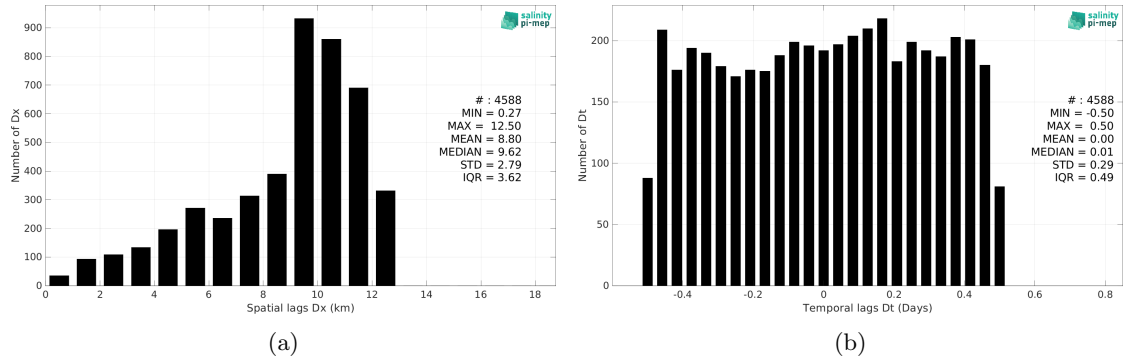 salinity
pi-mep
900
800
700
600
500
400
300
200
100
0
Number of Dx
# : 4588
MIN = 0.27
MAX = 12.50
MEAN = 8.80
MEDIAN = 9.62
STD = 2.79
IQR = 3.62
0 2 4 6 8 10 12 14 16 18
Spatial lags Dx (km)
(a)
salinity
pi-mep
200
150
100
50
0
Number of Dt
# : 4588
MIN = -0.50
MAX = 0.50
MEAN = 0.00
MEDIAN = 0.01
STD = 0.29
IQR = 0.49
-0.4 -0.2 0 0.2 0.4 0.6 0.8
Temporal lags Dt (Days)
(b)